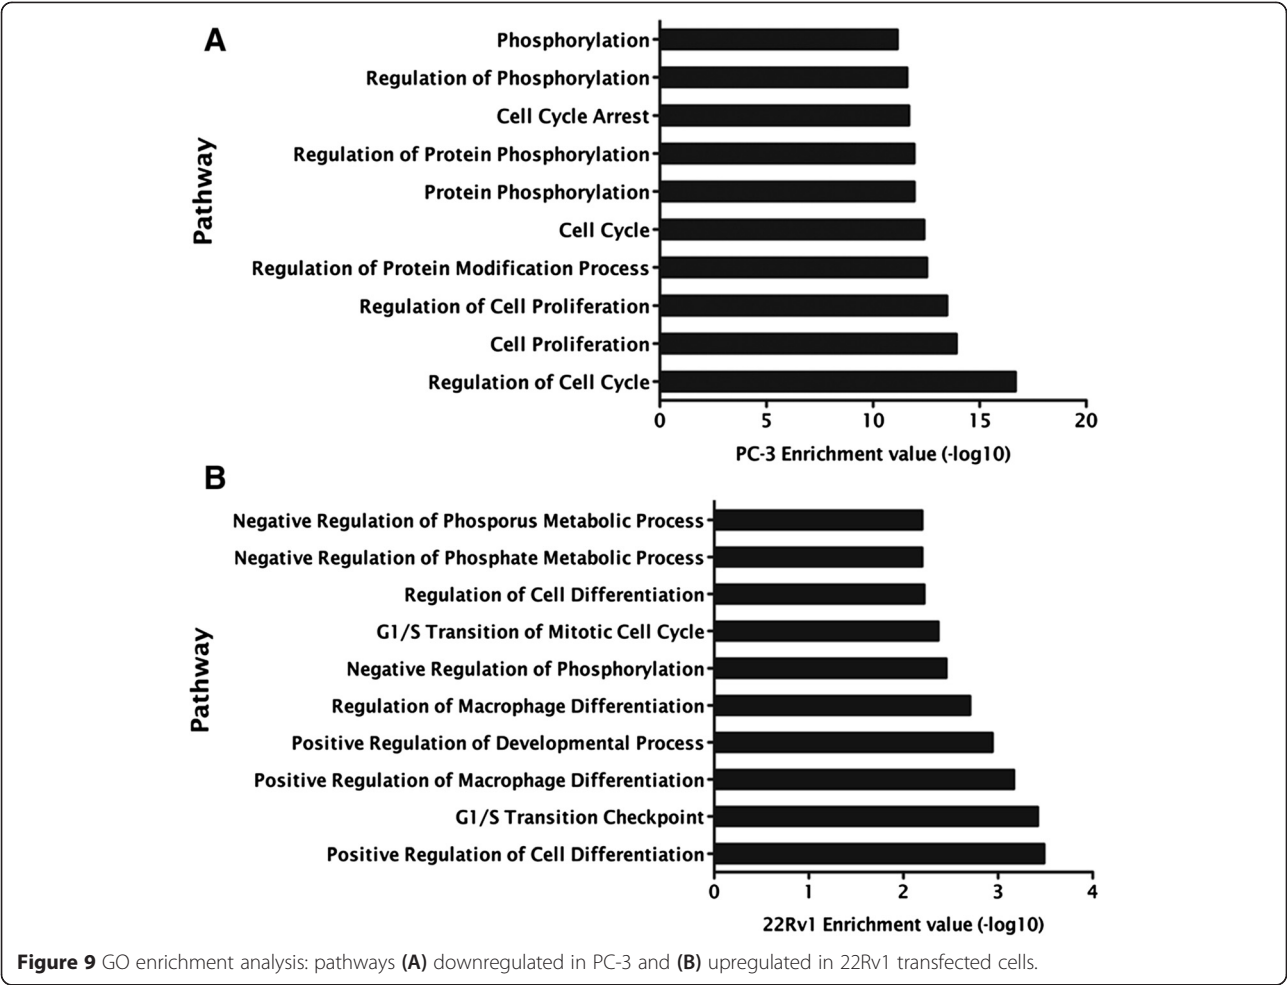 A
Pathway
Phosphorylation
Regulation of Phosphorylation
Cell Cycle Arrest
Regulation of Protein Phosphorylation
Protein Phosphorylation
Cell Cycle
Regulation of Protein Modification Process
Regulation of Cell Proliferation
Cell Proliferation
Regulation of Cell Cycle
0 5 10 15 20
PC-3 Enrichment value (-log10)
B
Pathway
Negative Regulation of Phosporus Metabolic Process
Negative Regulation of Phosphate Metabolic Process
Regulation of Cell Differentiation
G1/S Transition of Mitotic Cell Cycle
Negative Regulation of Phosphorylation
Regulation of Macrophage Differentiation
Positive Regulation of Developmental Process
Positive Regulation of Macrophage Differentiation
G1/S Transition Checkpoint
Positive Regulation of Cell Differentiation
0 1 2 3 4
22Rv1 Enrichment value (-log10)
Figure 9 GO enrichment analysis: pathways (A) downregulated in PC-3 and (B) upregulated in 22Rv1 transfected cells.